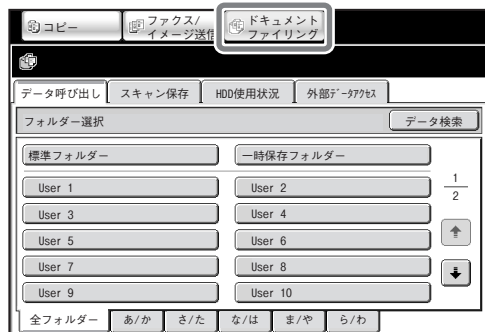 コピー
ファクス/
イメージ送信
ドキュメント
ファイリング
データ呼び出し
スキャン保存
HDD使用状況
外部ﾃﾞｰﾀｱｸｾｽ
フォルダー選択
データ検索
標準フォルダー
一時保存フォルダー
User 1
User 2
1
2
User 3
User 4
User 5
User 6
User 7
User 8
User 9
User 10
全フォルダー
あ/か
さ/た
な/は
ま/や
ら/わ